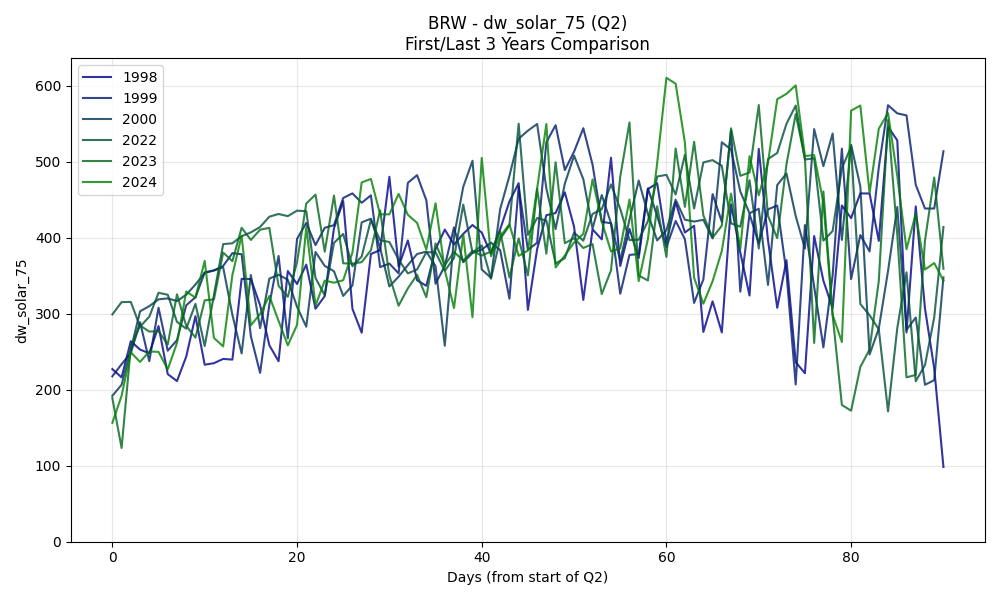 BRW - dw_solar_75 (Q2)
First/Last 3 Years Comparison
1998
1999
2000
2022
2023
2024
600
500
400
300
200
100
0
dw_solar_75
0 20 40 60 80
Days (from start of Q2)